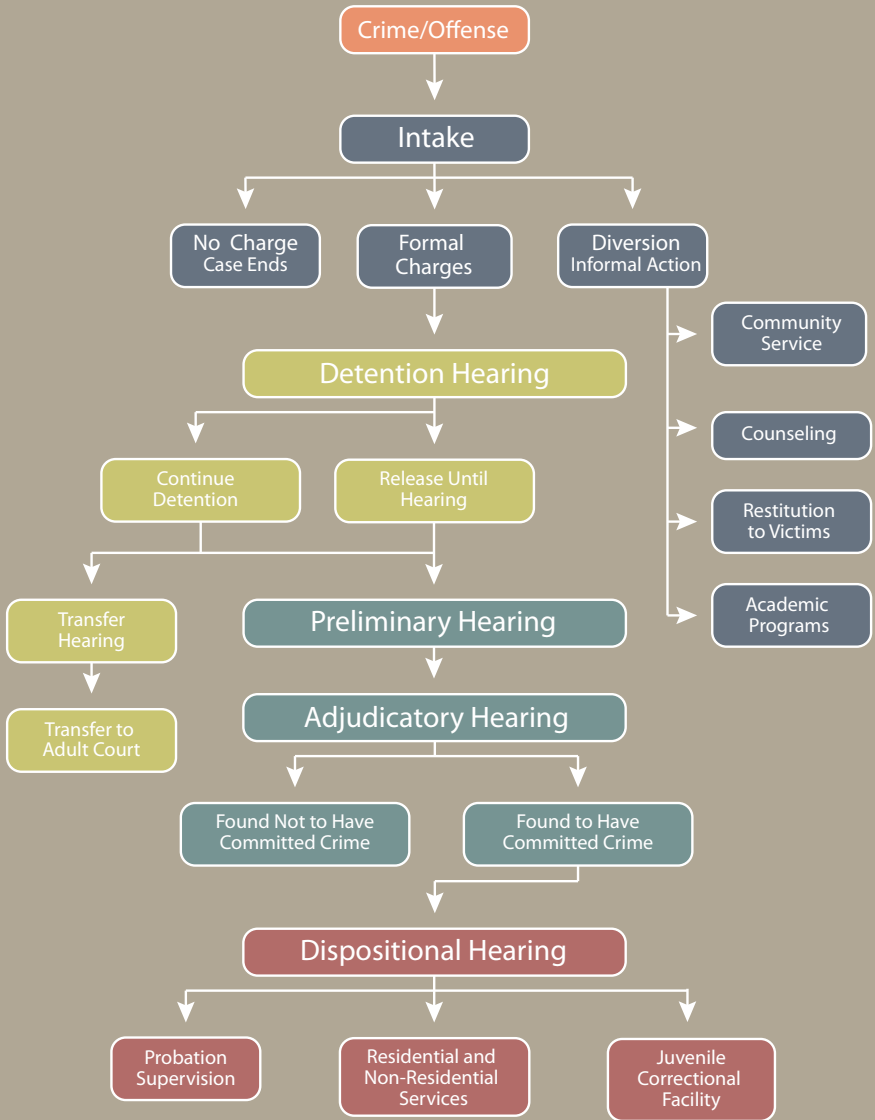 Crime/Offense
Intake
No Charge
Case Ends
Formal
Charges
Diversion
Informal Action
Community
Service
Detention Hearing
Counseling
Continue
Detention
Release Until
Hearing
Restitution
to Victims
Transfer
Hearing
Preliminary Hearing
Academic
Programs
Transfer to
Adult Court
Adjudicatory Hearing
Found Not to Have
Committed Crime
Found to Have
Committed Crime
Dispositional Hearing
Probation
Supervision
Residential and
Non-Residential
Services
Juvenile
Correctional
Facility